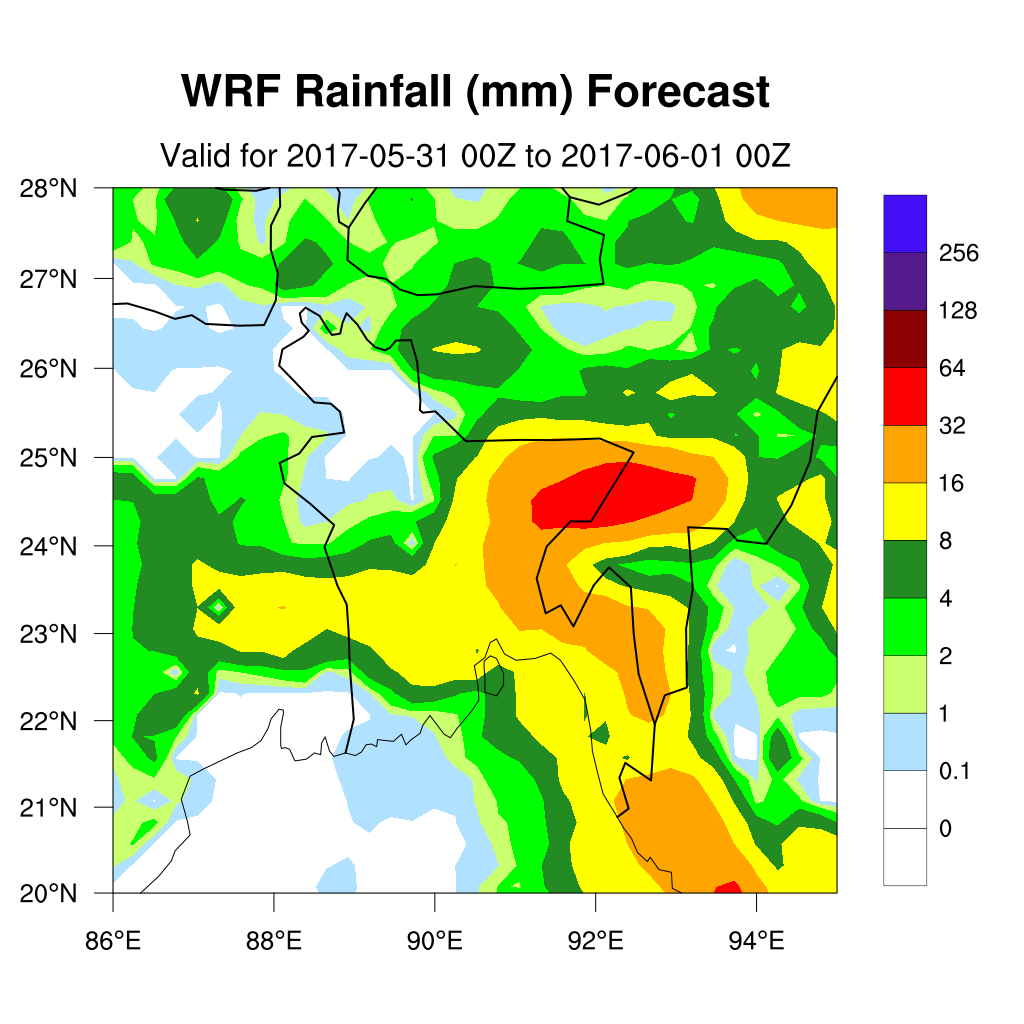 WRF Rainfall (mm) Forecast
Valid for 2017-05-31 00Z to 2017-06-01 00Z
28°N
27°N
26°N
25°N
24°N
23°N
22°N
21°N
20°N
86°E 88°E 90°E 92°E 94°E
256
128
64
32
16
8
4
2
1
0.1
0